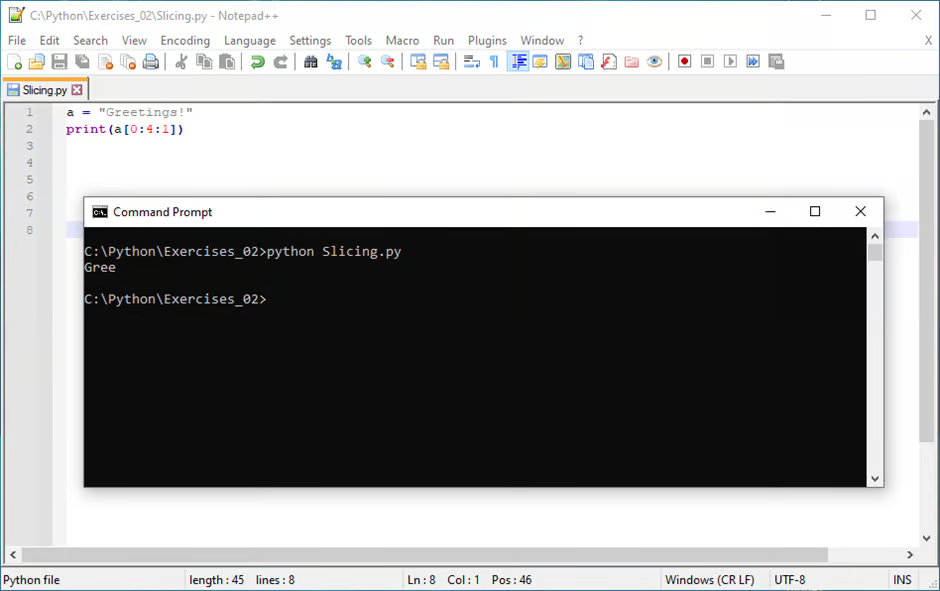 C:\Python\Exercises_02\Slicing.py - Notepad++
File Edit Search View Encoding Language Settings Tools Macro Run Plugins Window ? X
Slicing.py
1 a = "Greetings!"
2 print(a[0:4:1])
3
4
5
6
7
8
Command Prompt
C:\Python\Exercises_02>python Slicing.py
Gree
C:\Python\Exercises_02>
Python file length : 45 lines : 8 Ln : 8 Col : 1 Pos : 46 Windows (CR LF) UTF-8 INS